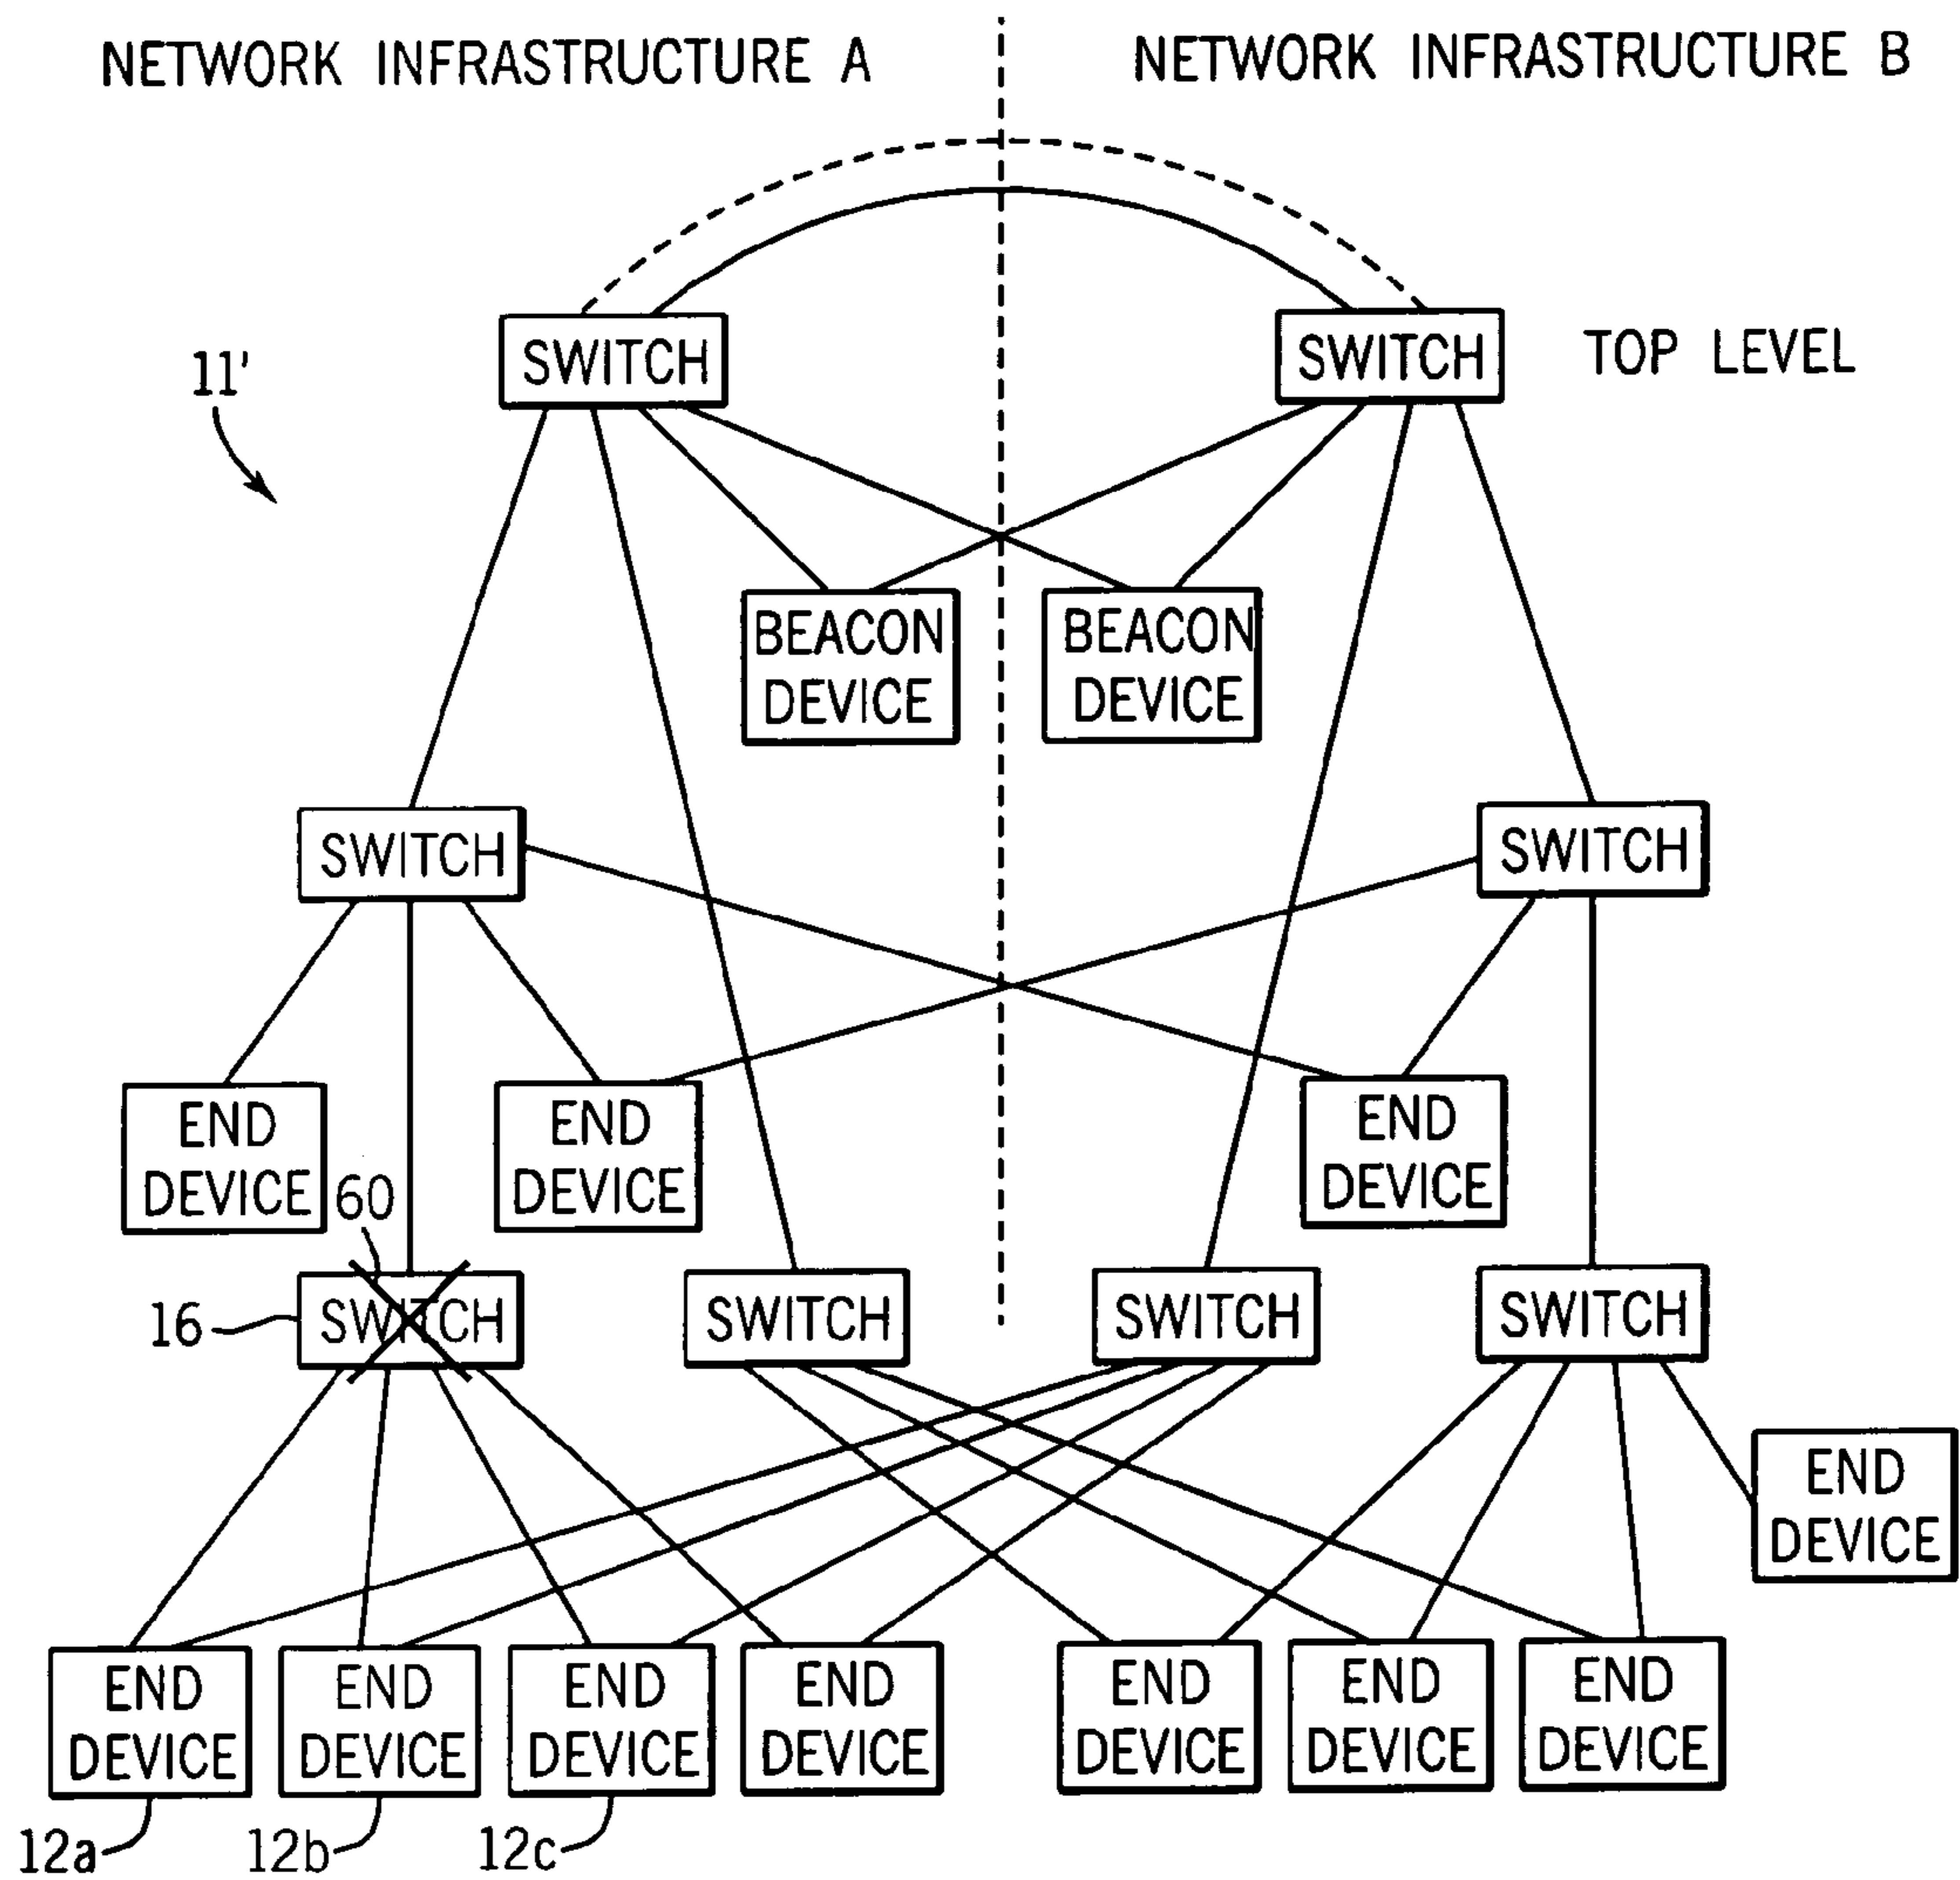 NETWORK INFRASTRUCTURE A
NETWORK INFRASTRUCTURE B
SWITCH
SWITCH
TOP LEVEL
11'
BEACON
DEVICE
BEACON
DEVICE
SWITCH
SWITCH
END
DEVICE
END
DEVICE
END
DEVICE
60
16
SWITCH
SWITCH
SWITCH
SWITCH
END
DEVICE
END
DEVICE
END
DEVICE
END
DEVICE
END
DEVICE
END
DEVICE
END
DEVICE
END
DEVICE
12a
12b
12c